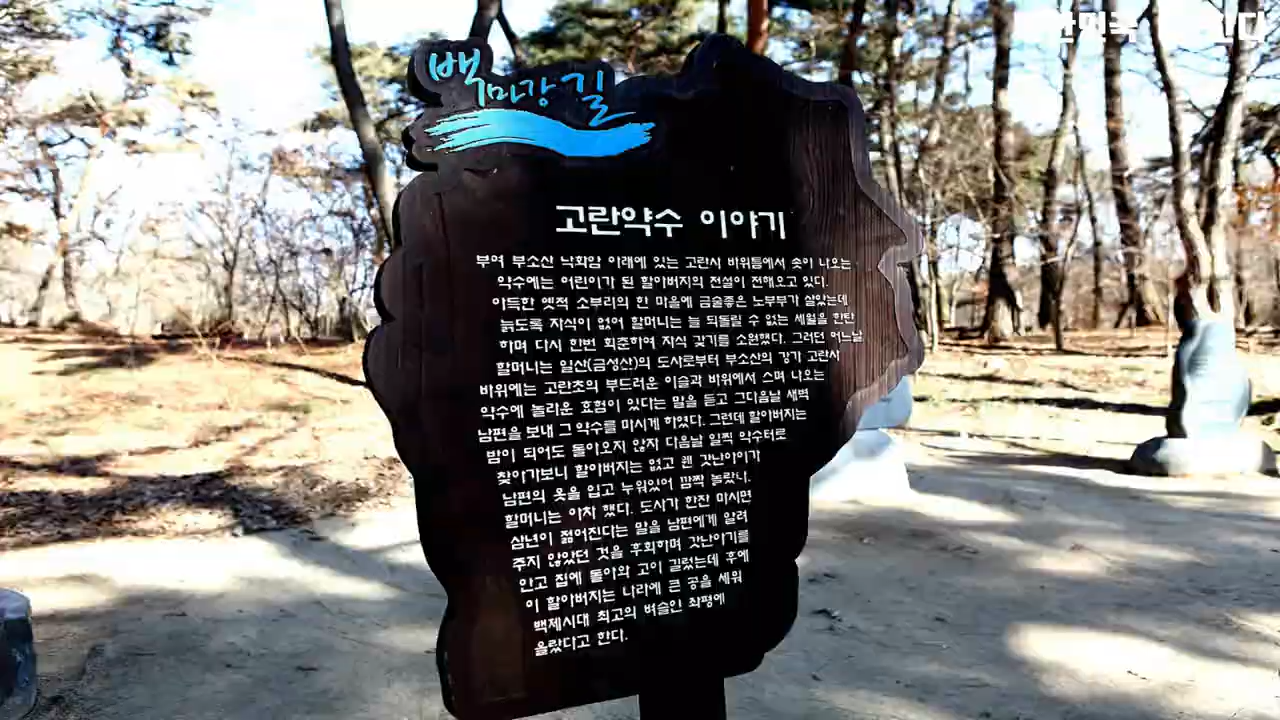 백마강길
고란약수 이야기
부여 부소산 낙화암 아래에 있는 고란사 바위틈에서 솟아 나오는
약수에는 어린이가 된 할아버지의 전설이 전해오고 있다.
아득한 옛적 소부리의 한 마을에 금술좋은 노부부가 살았는데
늙도록 자식이 없어 할머니는 늘 되돌릴 수 없는 세월을 한탄
하며 다시 한번 회춘하여 자식 갖기를 소원했다. 그러던 어느날
할머니는 일산(금성산)의 도사로부터 부소산의 강가 고란사
바위에는 고란초의 부드러운 이슬과 바위에서 스며 나오는
약수에 놀라운 효험이 있다는 말을 듣고 그다음날 새벽
남편을 보내 그 약수를 마시게 하였다. 그런데 할아버지는
밤이 되어도 돌아오지 않자 다음날 일찍 약수터로
찾아가보니 할아버지는 없고 웬 갓난아이가
남편의 옷을 입고 누워있어 깜짝 놀랐다.
할머니는 아차 했다. 도사가 한잔 마시면
삼년이 젊어진다는 말을 남편에게 알려
주지 않았던 것을 후회하며 갓난아기를
안고 집에 돌아와 고이 길렀는데 후에
이 할아버지는 나라에 큰 공을 세워
백제시대 최고의 벼슬인 좌평에
올랐다고 한다.